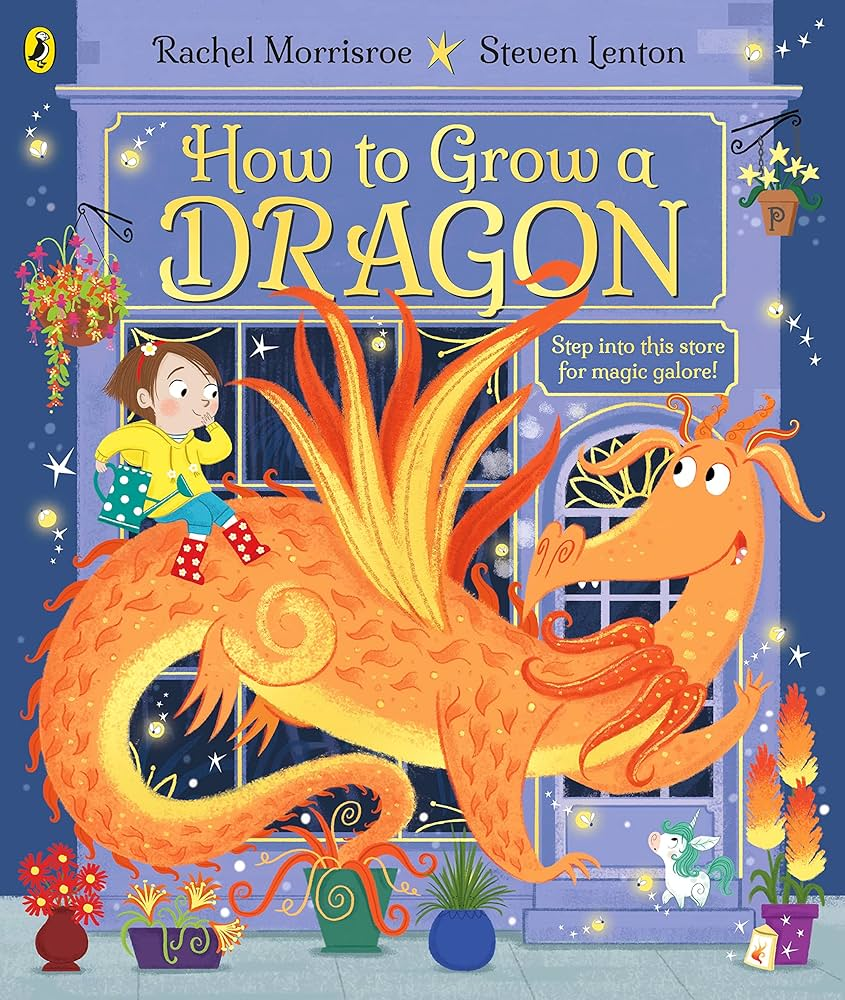 Rachel Morrisroe Steven Lenton
How to Grow a
DRAGON
Step into this store
for magic galore!
P